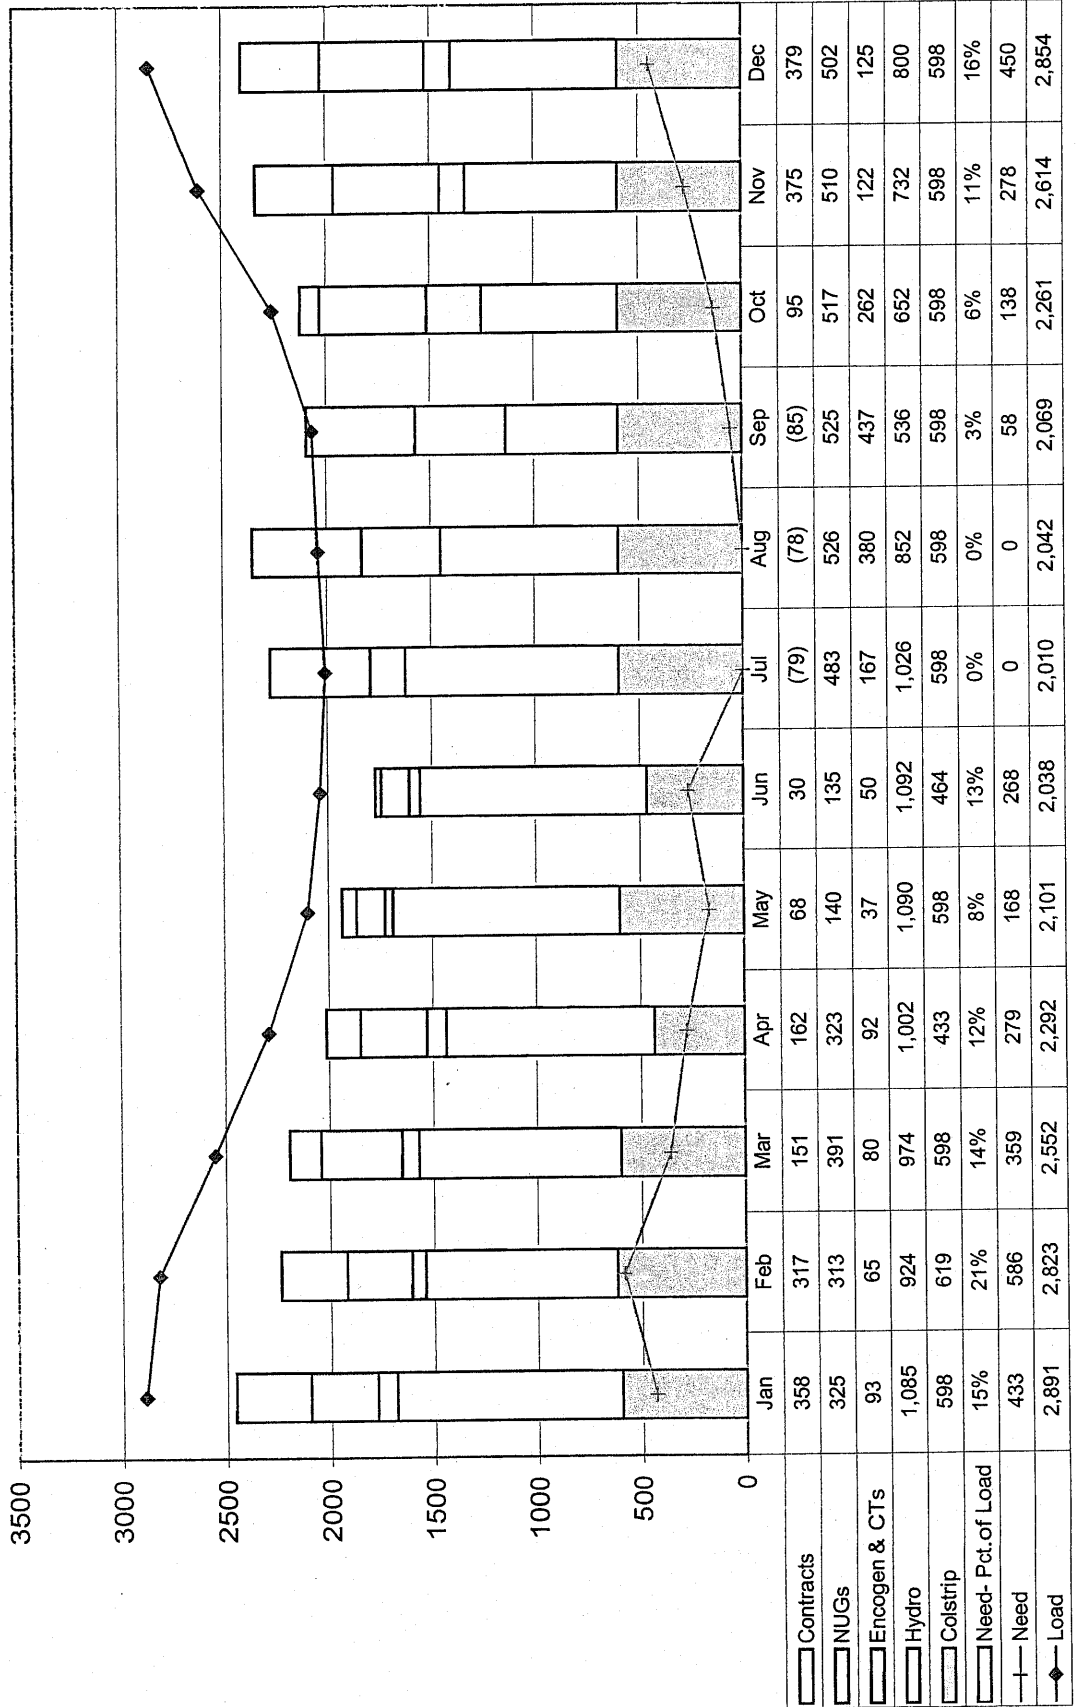 3500
3000
2500
2000
1500
1000
500
0
Jan Feb Mar Apr May Jun Jul Aug Sep Oct Nov Dec
Contracts 358 317 151 162 68 30 (79) (78) (85) 95 375 379
NUGs 325 313 391 323 140 135 483 526 525 517 510 502
Encogen & CTs 93 65 80 92 37 50 167 380 437 262 122 125
Hydro 1,085 924 974 1,002 1,090 1,092 1,026 852 536 652 732 800
Colstrip 598 619 598 433 598 464 598 598 598 598 598 598
Need- Pct.of Load 15% 21% 14% 12% 8% 13% 0% 0% 3% 6% 11% 16%
Need 433 586 359 279 168 268 0 0 58 138 278 450
Load 2,891 2,823 2,552 2,292 2,101 2,038 2,010 2,042 2,069 2,261 2,614 2,854